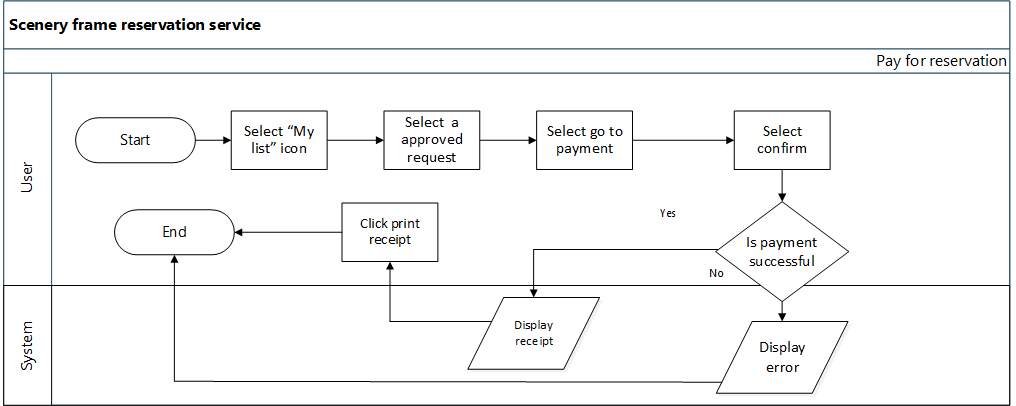 Scenery frame reservation service
Pay for reservation
User
Start
Select “My
list” icon
Select a
approved
request
Select go to
payment
Select
confirm
End
Click print
receipt
Yes
Is payment
successful
No
System
Display
receipt
Display
error